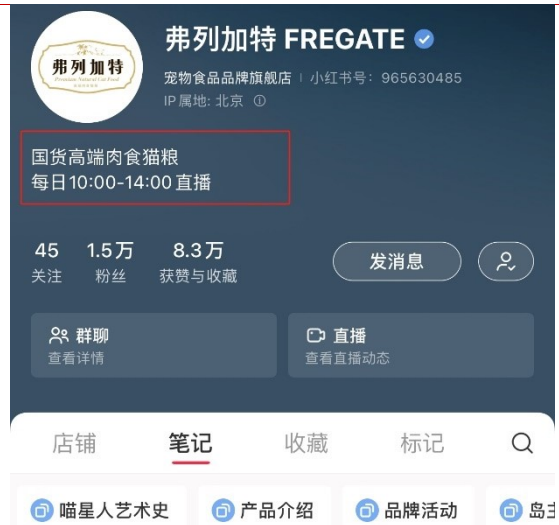 弗列加特
弗列加特 FREGATE
宠物食品品牌旗舰店 | 小红书号：965630485
IP属地: 北京
国货高端肉食猫粮
每日10:00-14:00直播
45 1.5万 8.3万
关注 粉丝 获赞与收藏
发消息
群聊
查看详情
直播
查看直播动态
店铺 笔记 收藏 标记
喵星人艺术史 产品介绍 品牌活动 岛主